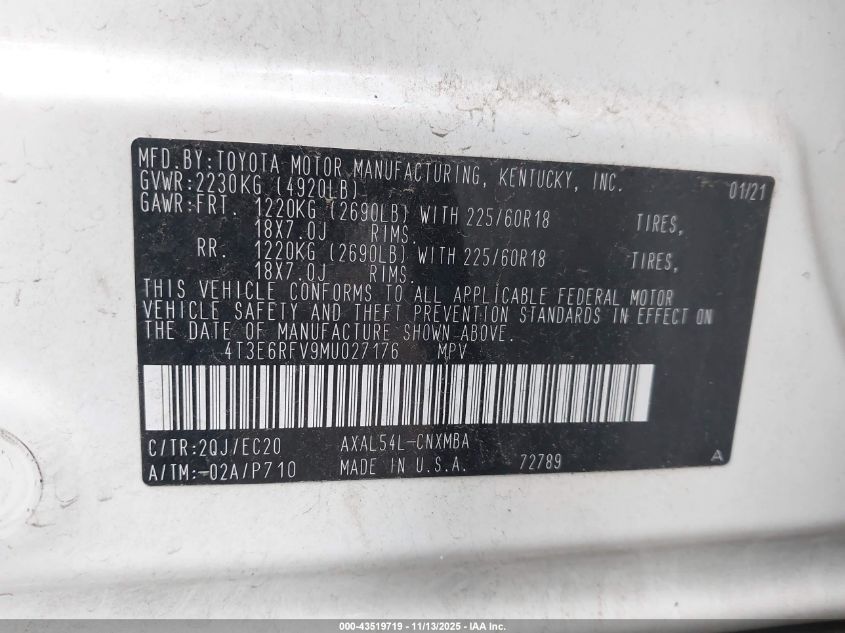 MFD.BY:TOYOTA MOTOR MANUFACTURING, KENTUCKY, INC. 01/21
GVWR:2230KG (4920LB)
GAWR:FRT. 1220KG (2690LB) WITH 225/60R18 TIRES,
18X7.0J RIMS.
RR. 1220KG (2690LB) WITH 225/60R18 TIRES,
18X7.0J RIMS.
THIS VEHICLE CONFORMS TO ALL APPLICABLE FEDERAL MOTOR
VEHICLE SAFETY AND THEFT PREVENTION STANDARDS IN EFFECT ON
THE DATE OF MANUFACTURE SHOWN ABOVE.
4T3E6RFV9MU027176 MPV
C/TR:2QJ/EC20 AXAL54L-CNXMBA
A/TM:-02A/P710 MADE IN U.S.A. 72789 A
000-43519719 - 11/13/2025 - IAA Inc.